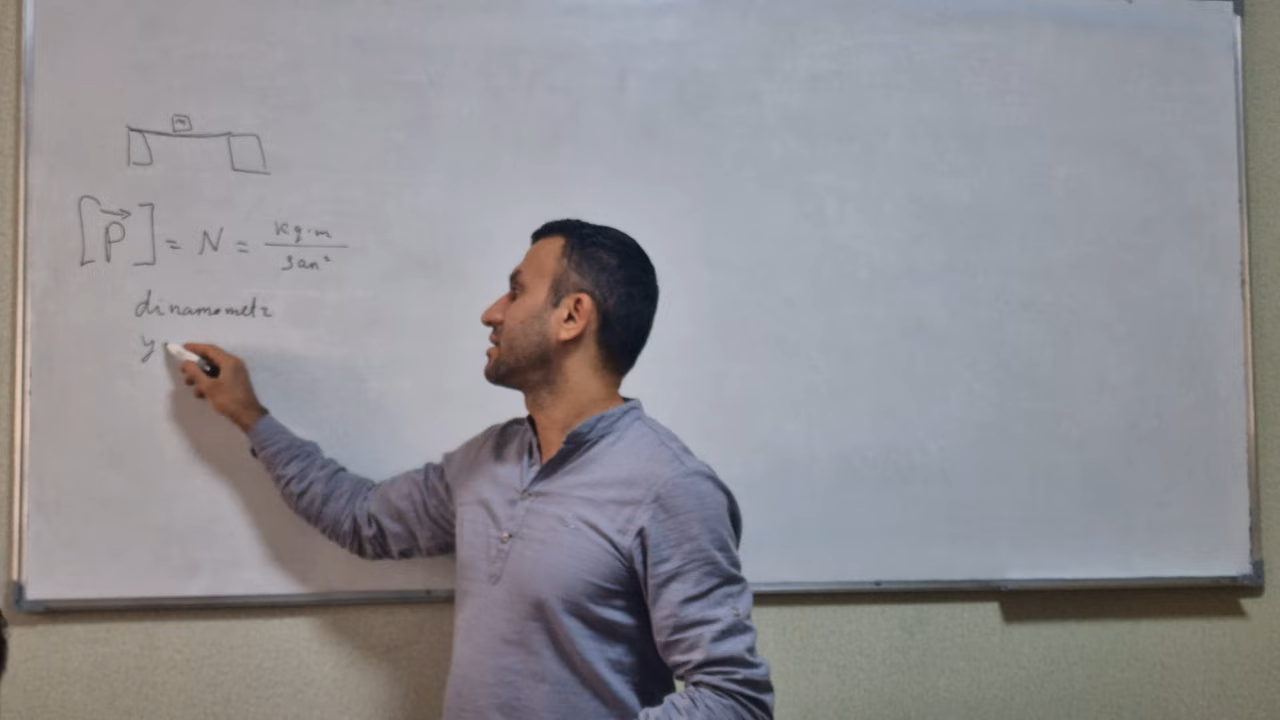 m
[P⃗] = N = kg·m / san²
dinamometr
y